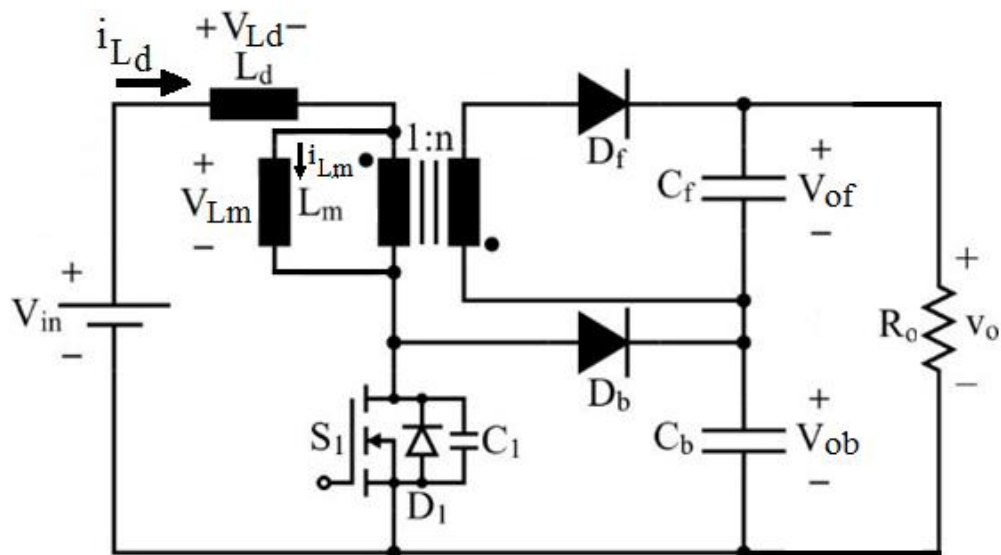 + V_Ld −
i_Ld
L_d
1:n
D_f
i_Lm
+
V_Lm
−
L_m
C_f
+
V_of
−
+
V_in
−
D_b
R_o
+
v_o
−
S_1
C_1
D_1
C_b
+
V_ob
−